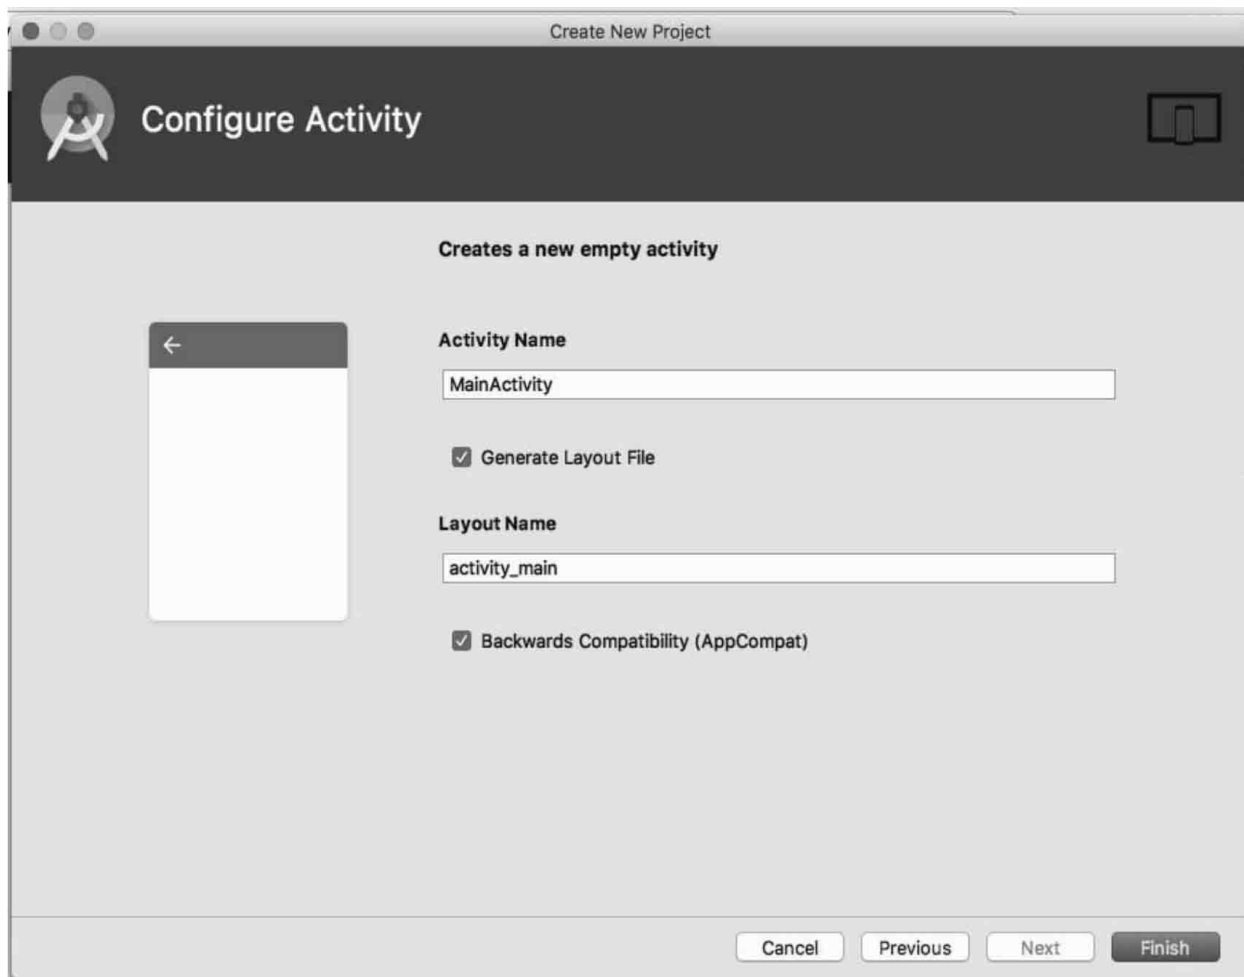 Create New Project
Configure Activity
Creates a new empty activity
Activity Name
MainActivity
Generate Layout File
Layout Name
activity_main
Backwards Compatibility (AppCompat)
Cancel Previous Next Finish